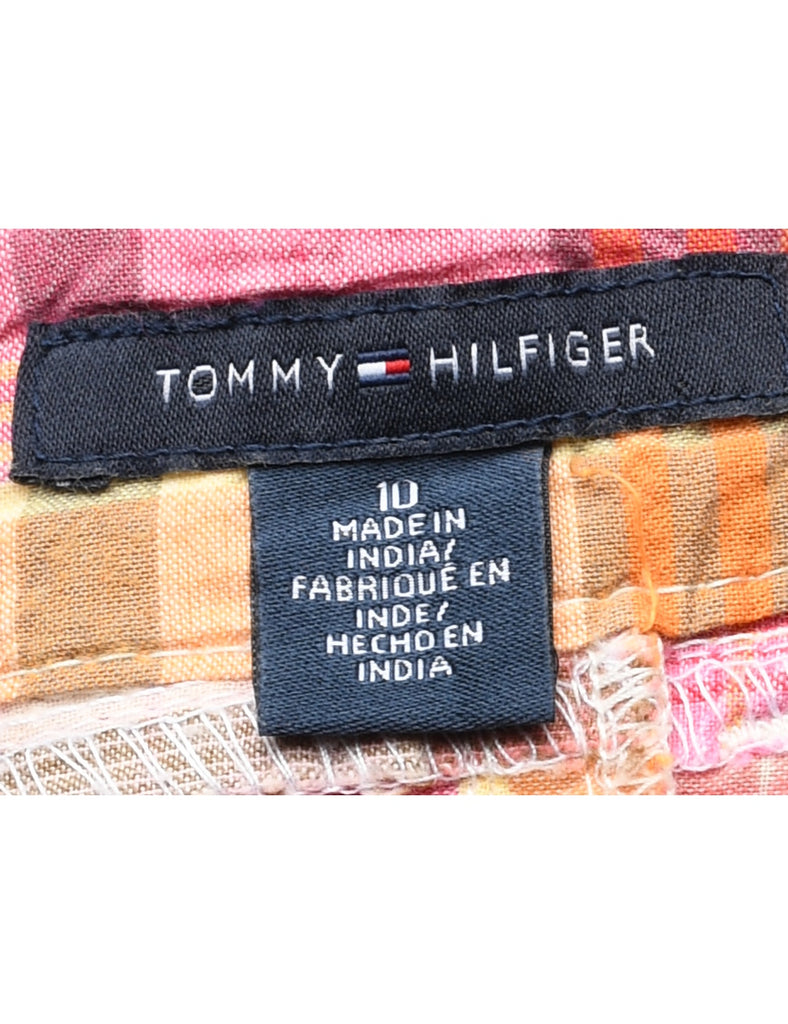 TOMMY HILFIGER
10
MADE IN
INDIA/
FABRIQUÉ EN
INDE/
HECHO EN
INDIA